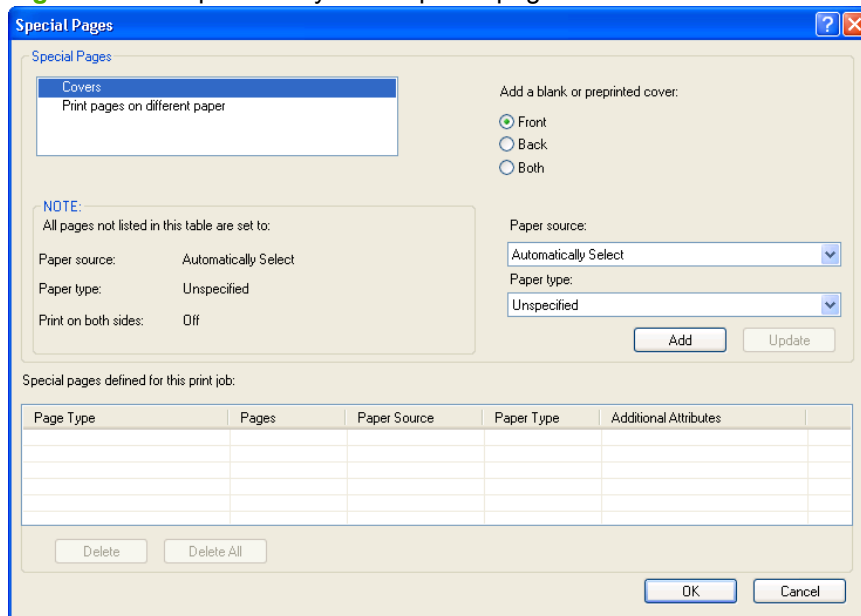 Special Pages
Special Pages
Covers
Print pages on different paper
Add a blank or preprinted cover:
Front
Back
Both
NOTE:
All pages not listed in this table are set to:
Paper source: Automatically Select
Paper type: Unspecified
Print on both sides: Off
Paper source:
Automatically Select
Paper type:
Unspecified
Add Update
Special pages defined for this print job:
Page Type Pages Paper Source Paper Type Additional Attributes
Delete Delete All
OK Cancel